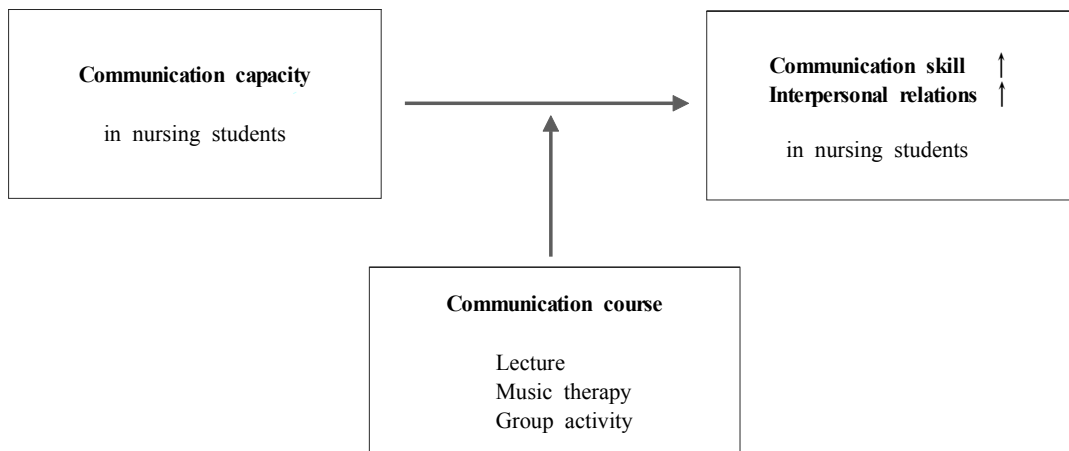 Communication capacity
in nursing students
Communication skill ↑
Interpersonal relations ↑
in nursing students
Communication course
Lecture
Music therapy
Group activity